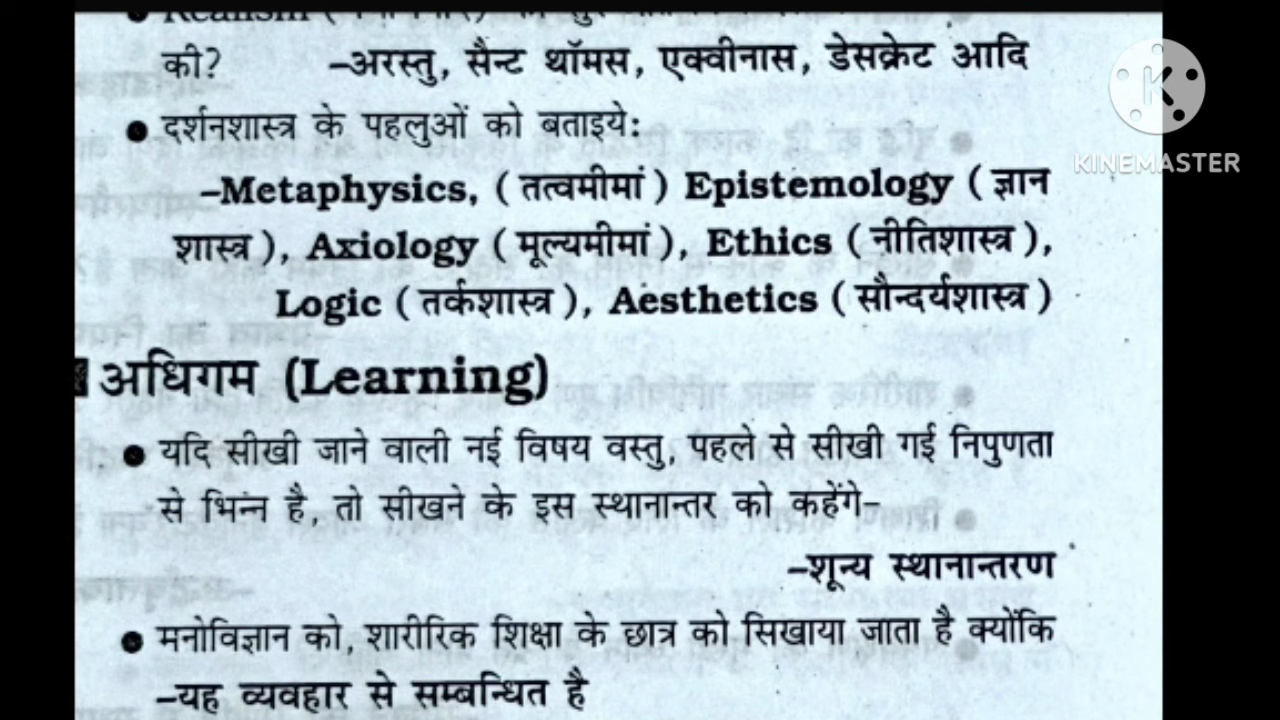 की? –अरस्तु, सैन्ट थॉमस, एक्वीनास, डेसक्रेट आदि
● दर्शनशास्त्र के पहलुओं को बताइये:
–Metaphysics, (तत्वमीमां) Epistemology (ज्ञान
शास्त्र), Axiology (मूल्यमीमां), Ethics (नीतिशास्त्र),
Logic (तर्कशास्त्र), Aesthetics (सौन्दर्यशास्त्र)
अधिगम (Learning)
● यदि सीखी जाने वाली नई विषय वस्तु, पहले से सीखी गई निपुणता
से भिन्न है, तो सीखने के इस स्थानान्तर को कहेंगे–
–शून्य स्थानान्तरण
● मनोविज्ञान को, शारीरिक शिक्षा के छात्र को सिखाया जाता है क्योंकि
–यह व्यवहार से सम्बन्धित है
K
KINEMASTER